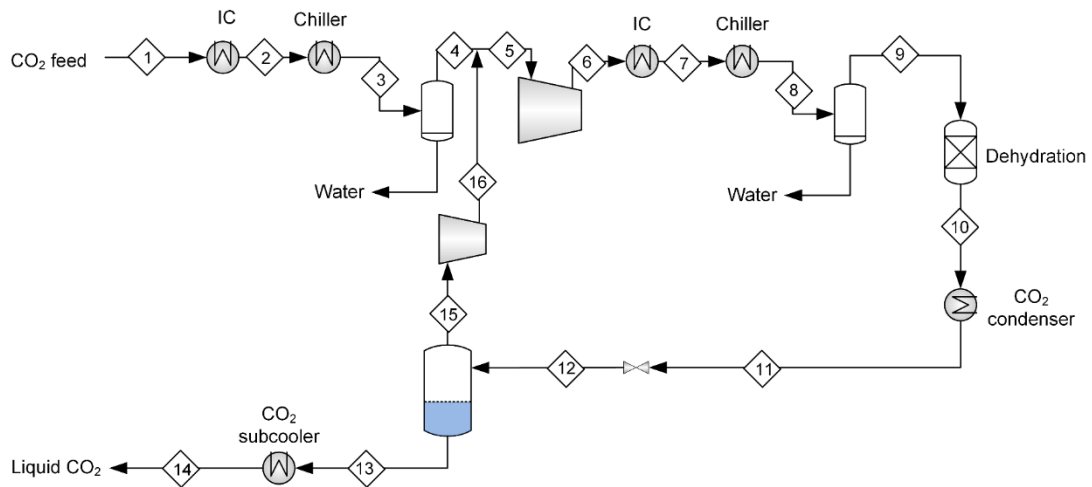 IC
Chiller
CO₂ feed
1
2
3
4
5
6
IC
7
Chiller
8
9
Water
16
Water
Dehydration
10
15
CO₂
condenser
12
11
CO₂
subcooler
Liquid CO₂
14
13